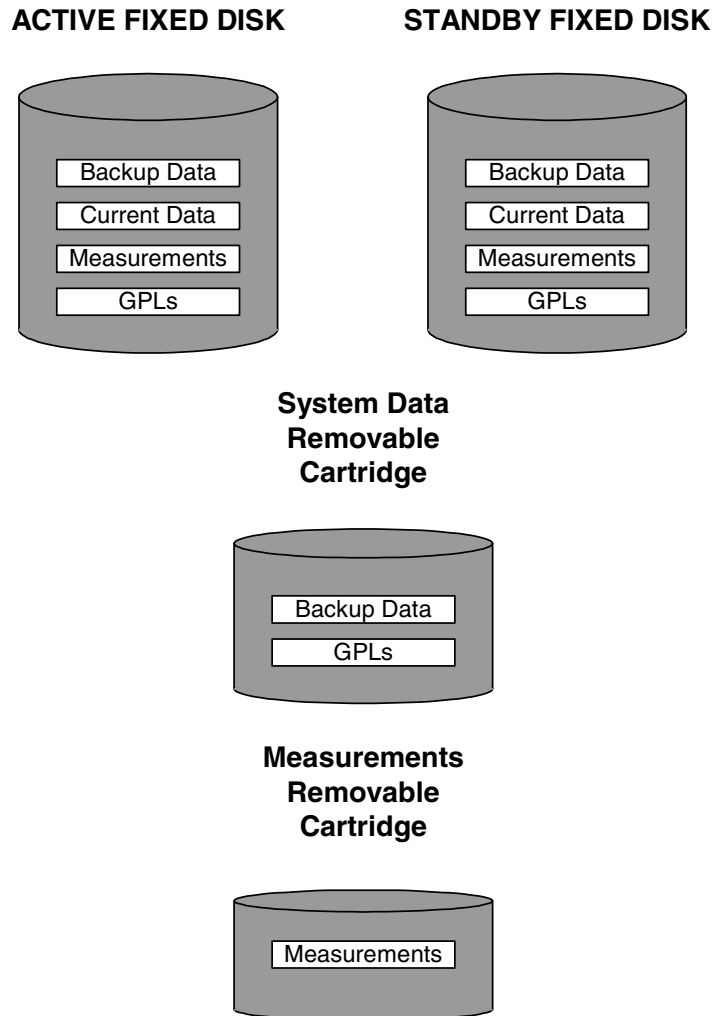 ACTIVE FIXED DISK
STANDBY FIXED DISK
Backup Data
Current Data
Measurements
GPLs
Backup Data
Current Data
Measurements
GPLs
System Data
Removable
Cartridge
Backup Data
GPLs
Measurements
Removable
Cartridge
Measurements